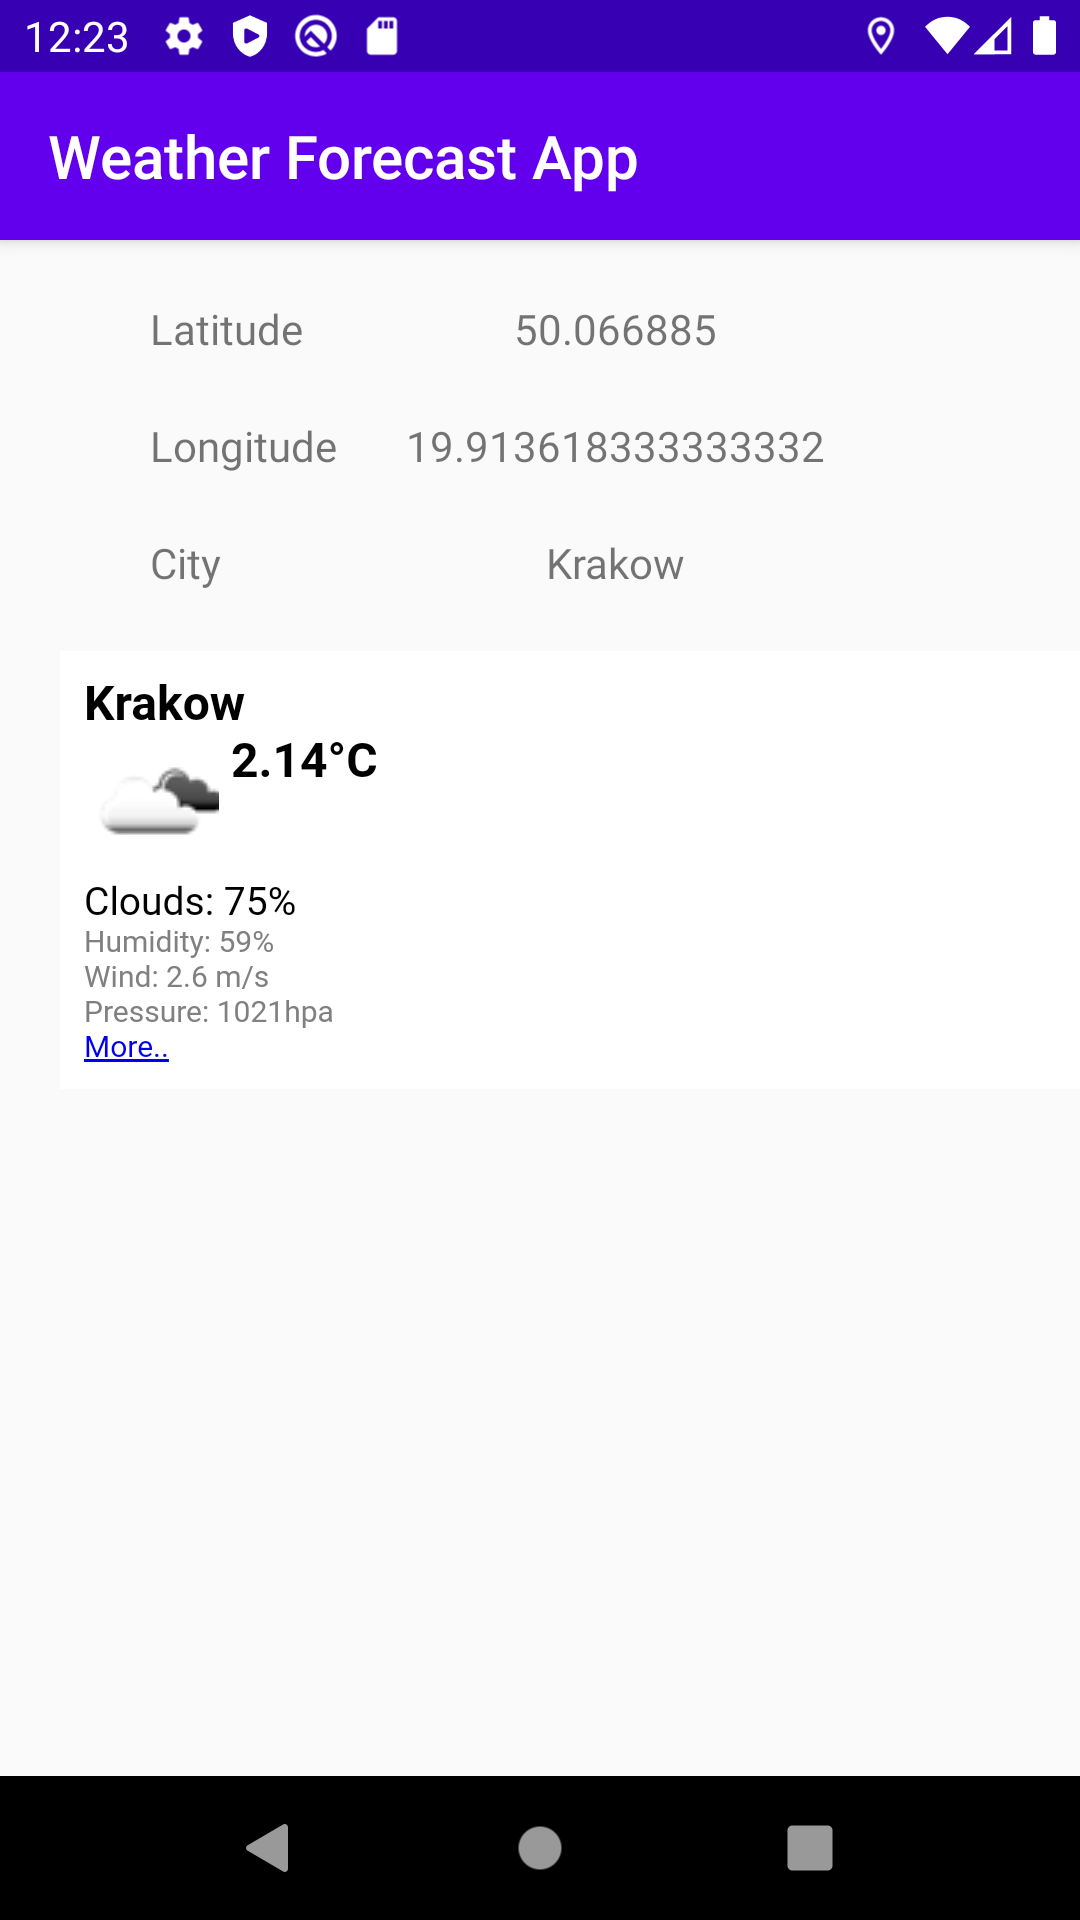 12:23
Weather Forecast App
Latitude 50.066885
Longitude 19.913618333333332
City Krakow
Krakow
2.14°C
Clouds: 75%
Humidity: 59%
Wind: 2.6 m/s
Pressure: 1021hpa
More..